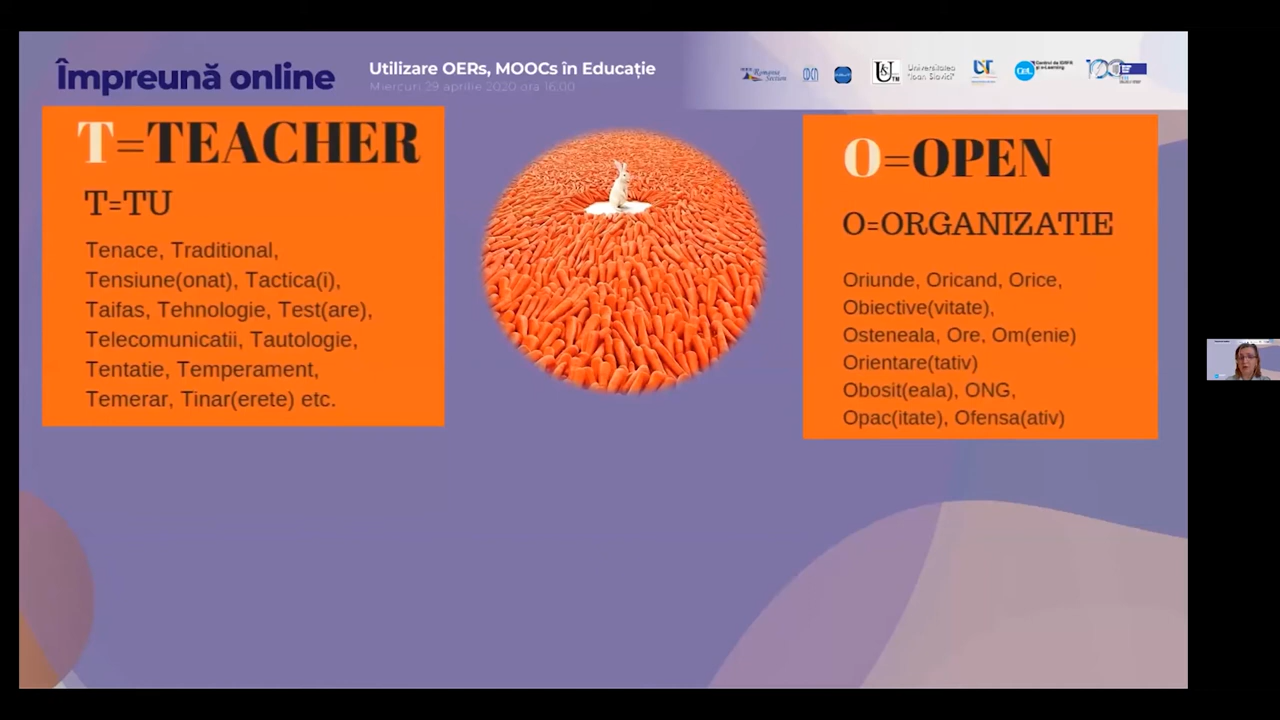 Împreună online
Utilizare OERs, MOOCs în Educație
Miercuri 29 aprilie 2020 ora 16:00
Universitatea
"Ioan Slavici"
T=TEACHER
T=TU
Tenace, Traditional,
Tensiune(onat), Tactica(i),
Taifas, Tehnologie, Test(are),
Telecomunicatii, Tautologie,
Tentatie, Temperament,
Temerar, Tinar(erete) etc.
O=OPEN
O=ORGANIZATIE
Oriunde, Oricand, Orice,
Obiective(vitate),
Osteneala, Ore, Om(enie)
Orientare(tativ)
Obosit(eala), ONG,
Opac(itate), Ofensa(ativ)